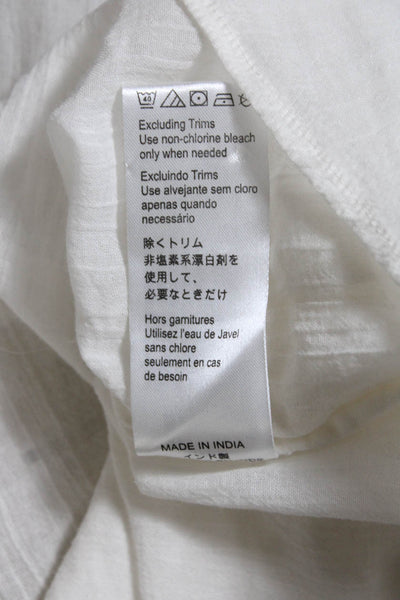 40
Excluding Trims
Use non-chlorine bleach
only when needed
Excluindo Trims
Use alvejante sem cloro
apenas quando
necessário
除くトリム
非塩素系漂白剤を
使用して、
必要なときだけ
Hors garnitures
Utilisez l'eau de Javel
sans chlore
seulement en cas
de besoin
MADE IN INDIA
インド製